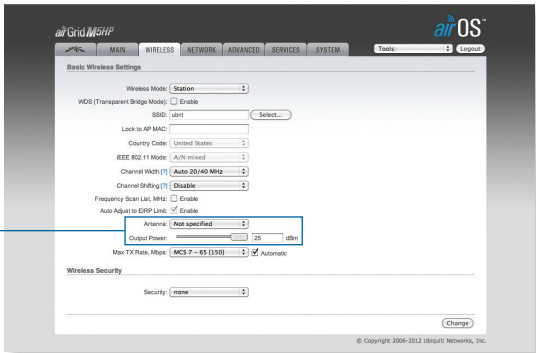 airGrid M5HP
airOS™
MAIN WIRELESS NETWORK ADVANCED SERVICES SYSTEM Tools: Logout
Basic Wireless Settings
Wireless Mode: Station
WDS (Transparent Bridge Mode): Enable
SSID: ubnt Select...
Lock to AP MAC:
Country Code: United States
IEEE 802.11 Mode: A/N mixed
Channel Width:[?] Auto 20/40 MHz
Channel Shifting:[?] Disable
Frequency Scan List, MHz: Enable
Auto Adjust to EIRP Limit: Enable
Antenna: Not specified
Output Power: 25 dBm
Max TX Rate, Mbps: MCS 7 - 65 [150] Automatic
Wireless Security
Security: none
Change
© Copyright 2006-2012 Ubiquiti Networks, Inc.